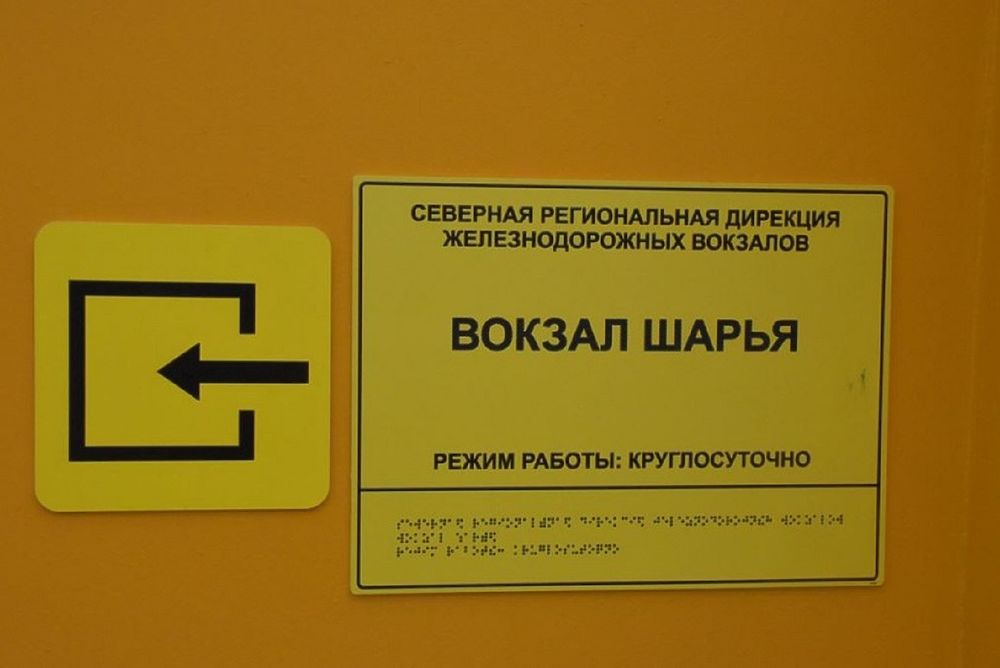 СЕВЕРНАЯ РЕГИОНАЛЬНАЯ ДИРЕКЦИЯ
ЖЕЛЕЗНОДОРОЖНЫХ ВОКЗАЛОВ
ВОКЗАЛ ШАРЬЯ
РЕЖИМ РАБОТЫ: КРУГЛОСУТОЧНО